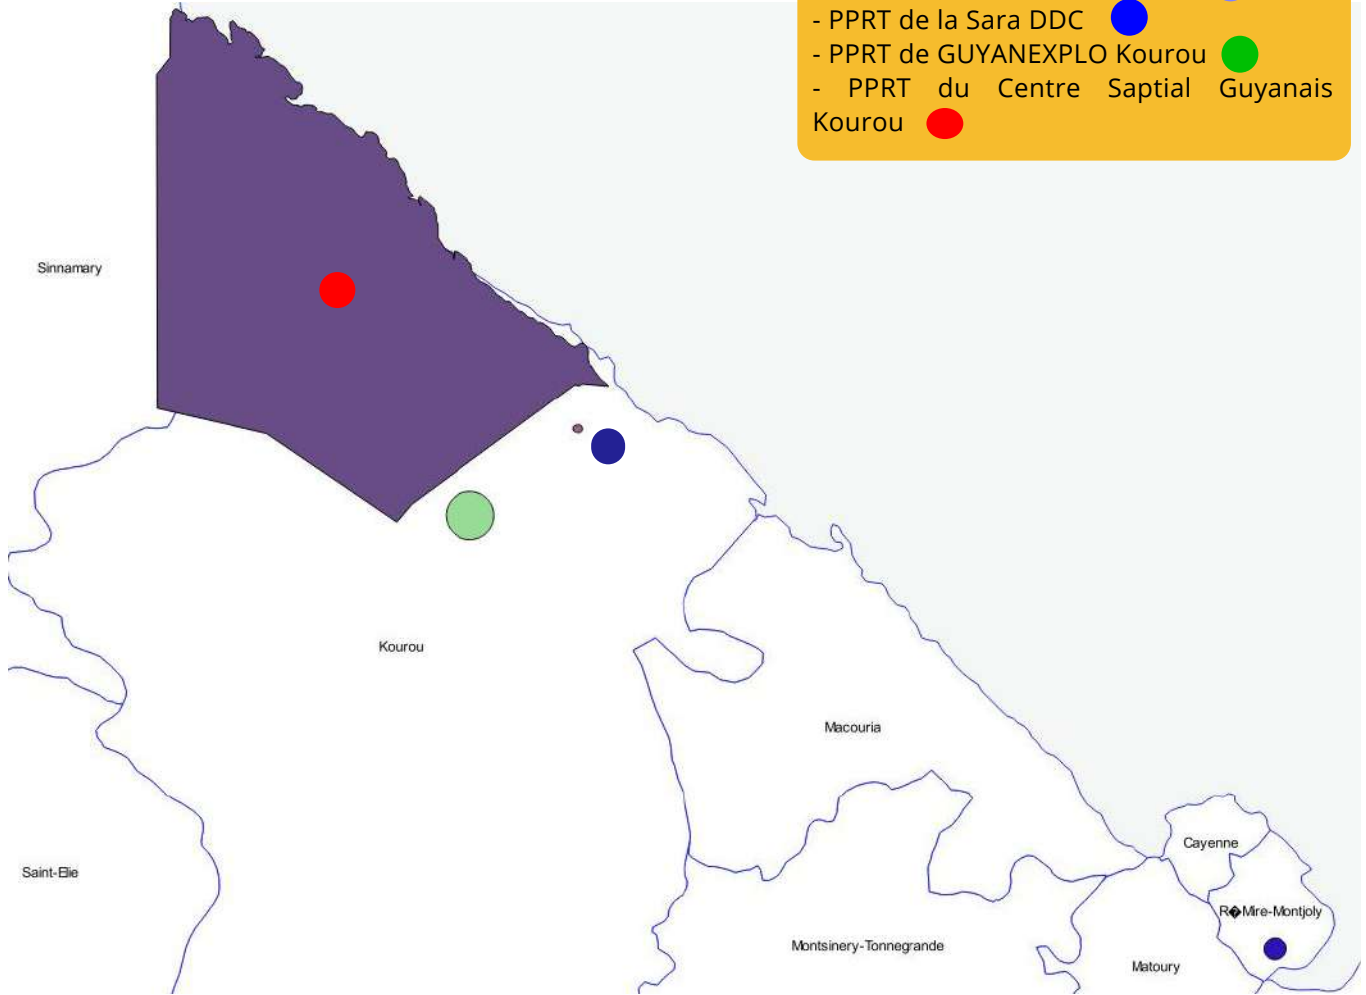 - PPRT de la Sara DDC
- PPRT de GUYANEXPLO Kourou
- PPRT du Centre Saptial Guyanais
Kourou
Sinnamary
Kourou
Macouria
Cayenne
Saint-Elie
R�Mire-Montjoly
Montsinery-Tonnegrande
Matoury